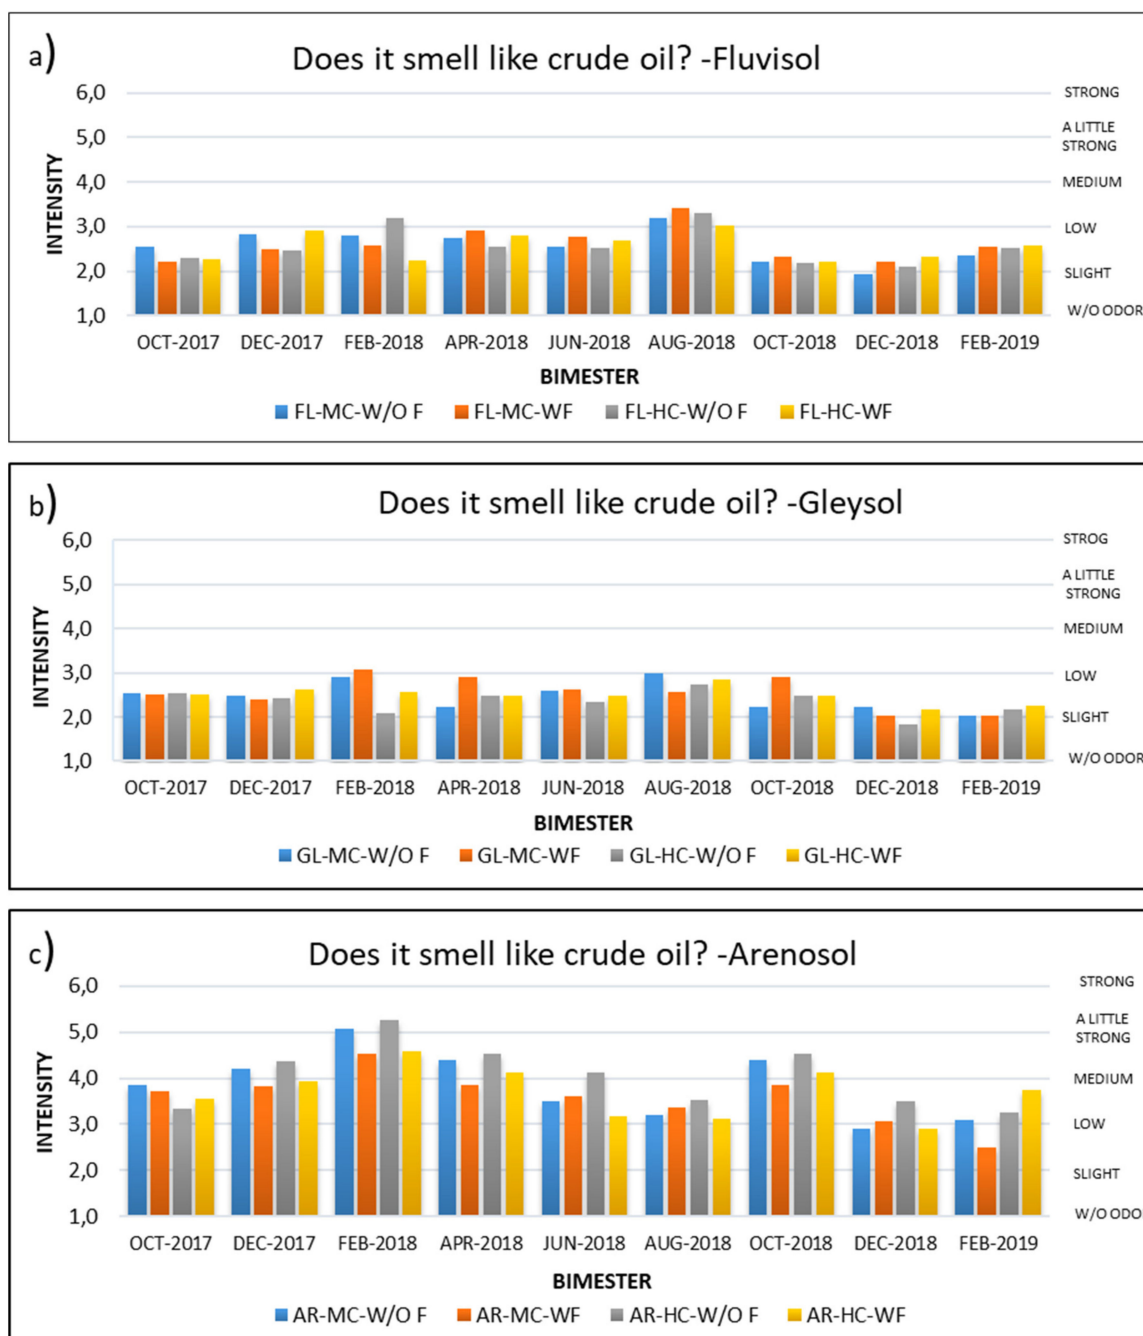 a)
Does it smell like crude oil? -Fluvisol
6,0
5,0
4,0
3,0
2,0
1,0
INTENSITY
STRONG
A LITTLE
STRONG
MEDIUM
LOW
SLIGHT
W/O ODOR
OCT-2017 DEC-2017 FEB-2018 APR-2018 JUN-2018 AUG-2018 OCT-2018 DEC-2018 FEB-2019
BIMESTER
FL-MC-W/O F FL-MC-WF FL-HC-W/O F FL-HC-WF
b)
Does it smell like crude oil? -Gleysol
6,0
5,0
4,0
3,0
2,0
1,0
INTENSITY
STROG
A LITTLE
STRONG
MEDIUM
LOW
SLIGHT
W/O ODOR
OCT-2017 DEC-2017 FEB-2018 APR-2018 JUN-2018 AUG-2018 OCT-2018 DEC-2018 FEB-2019
BIMESTER
GL-MC-W/O F GL-MC-WF GL-HC-W/O F GL-HC-WF
c)
Does it smell like crude oil? -Arenosol
6,0
5,0
4,0
3,0
2,0
1,0
INTENSITY
STRONG
A LITTLE
STRONG
MEDIUM
LOW
SLIGHT
W/O ODOR
OCT-2017 DEC-2017 FEB-2018 APR-2018 JUN-2018 AUG-2018 OCT-2018 DEC-2018 FEB-2019
BIMESTER
AR-MC-W/O F AR-MC-WF AR-HC-W/O F AR-HC-WF